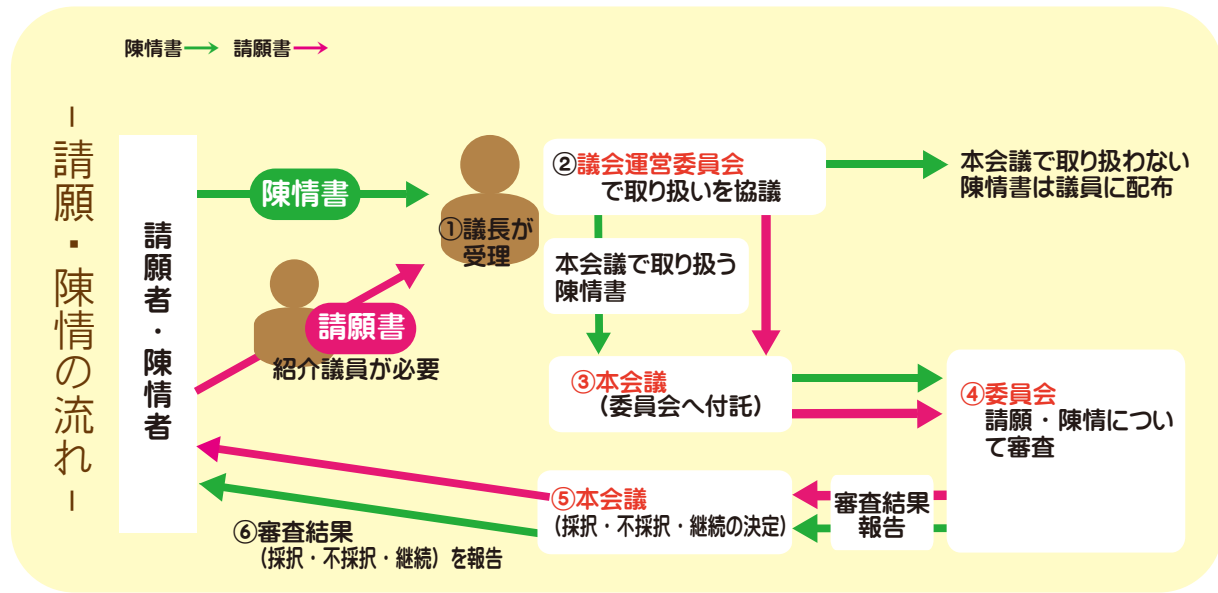 陳情書 請願書
－請願・陳情の流れ－
請願者・陳情者
陳情書
①議長が
受理
請願書
紹介議員が必要
②議会運営委員会
で取り扱いを協議
本会議で取り扱わない
陳情書は議員に配布
本会議で取り扱う
陳情書
③本会議
（委員会へ付託）
④委員会
請願・陳情につい
て審査
審査結果
報告
⑤本会議
（採択・不採択・継続の決定）
⑥審査結果
（採択・不採択・継続）を報告